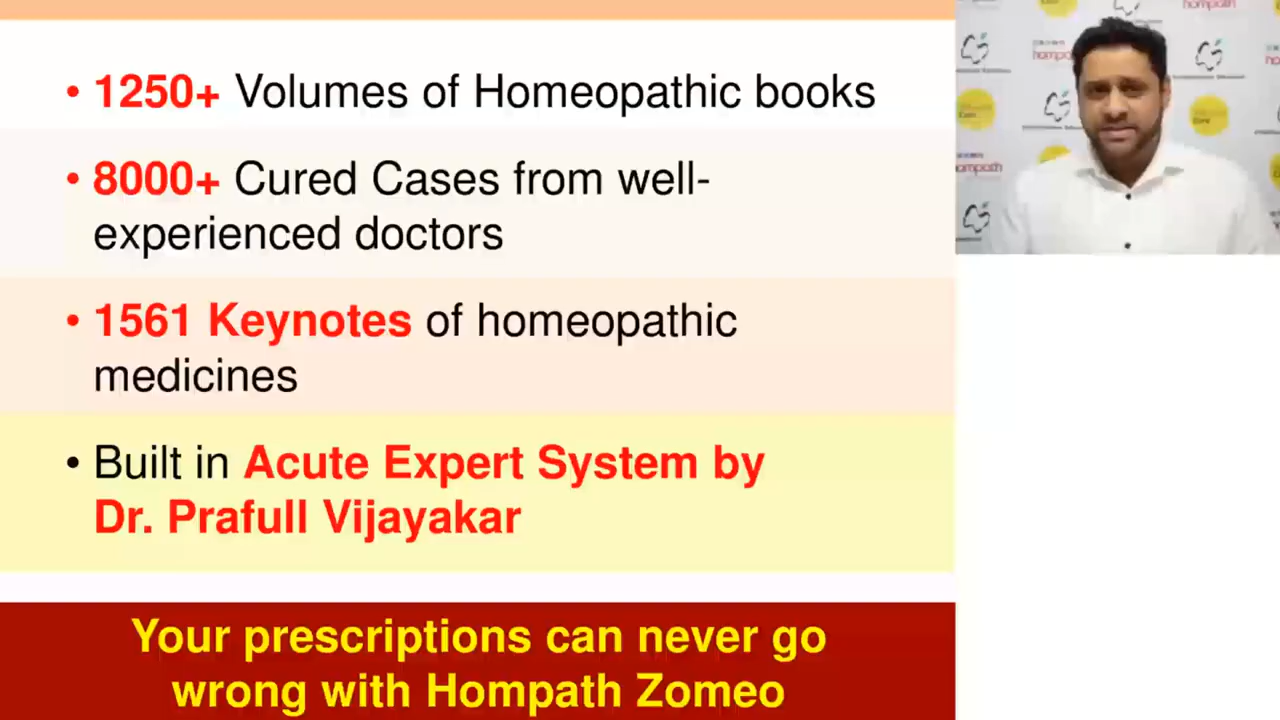 • 1250+ Volumes of Homeopathic books
• 8000+ Cured Cases from well-
experienced doctors
• 1561 Keynotes of homeopathic
medicines
• Built in Acute Expert System by
Dr. Prafull Vijayakar
Your prescriptions can never go
wrong with Hompath Zomeo
hompath